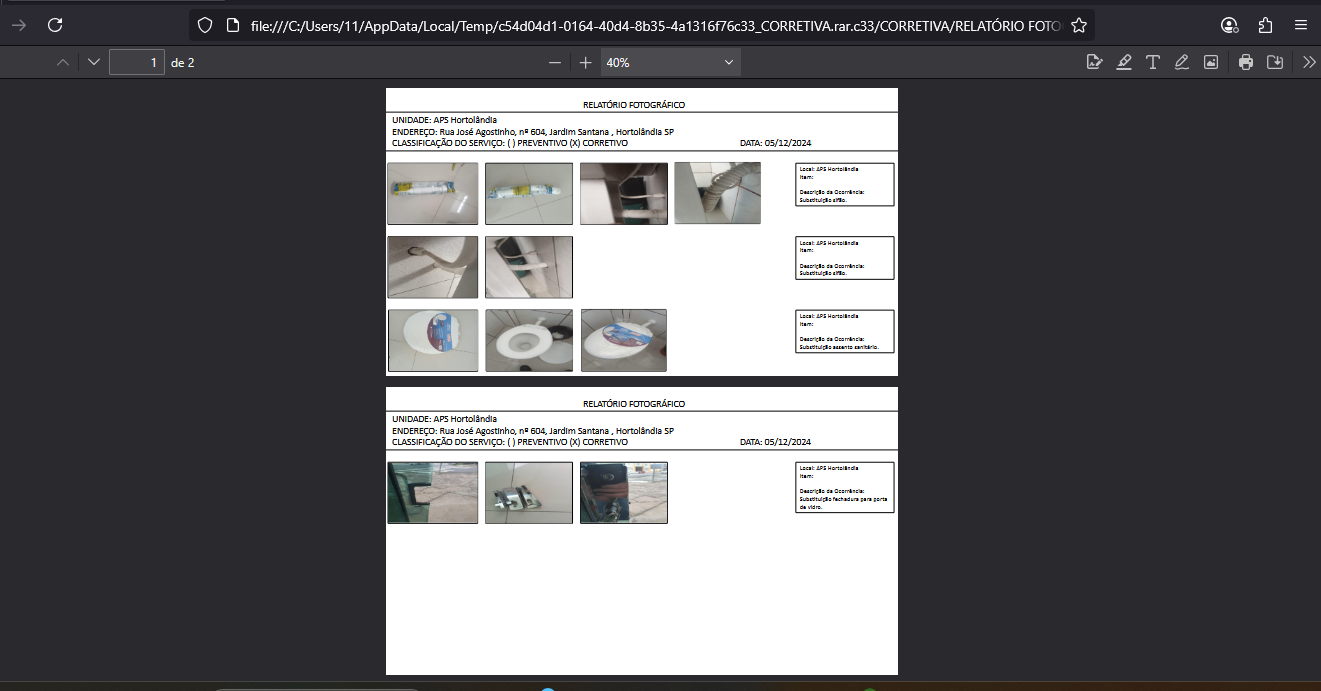 file:///C:/Users/11/AppData/Local/Temp/c54d04d1-0164-40d4-8b35-4a1316f76c33_CORRETIVA.rar.c33/CORRETIVA/RELATÓRIO FOTO
1 de 2
40%
RELATÓRIO FOTOGRÁFICO
UNIDADE: APS Hortolândia
ENDEREÇO: Rua José Agostinho, nº 604, Jardim Santana , Hortolândia SP
CLASSIFICAÇÃO DO SERVIÇO: ( ) PREVENTIVO (X) CORRETIVO DATA: 05/12/2024
Local: APS Hortolândia
Item:
Descrição da Ocorrência:
Substituição sifão.
Local: APS Hortolândia
Item:
Descrição da Ocorrência:
Substituição sifão.
Local: APS Hortolândia
Item:
Descrição da Ocorrência:
Substituição assento sanitário.
RELATÓRIO FOTOGRÁFICO
UNIDADE: APS Hortolândia
ENDEREÇO: Rua José Agostinho, nº 604, Jardim Santana , Hortolândia SP
CLASSIFICAÇÃO DO SERVIÇO: ( ) PREVENTIVO (X) CORRETIVO DATA: 05/12/2024
Local: APS Hortolândia
Item:
Descrição da Ocorrência:
Substituição fechadura para porta
de vidro.